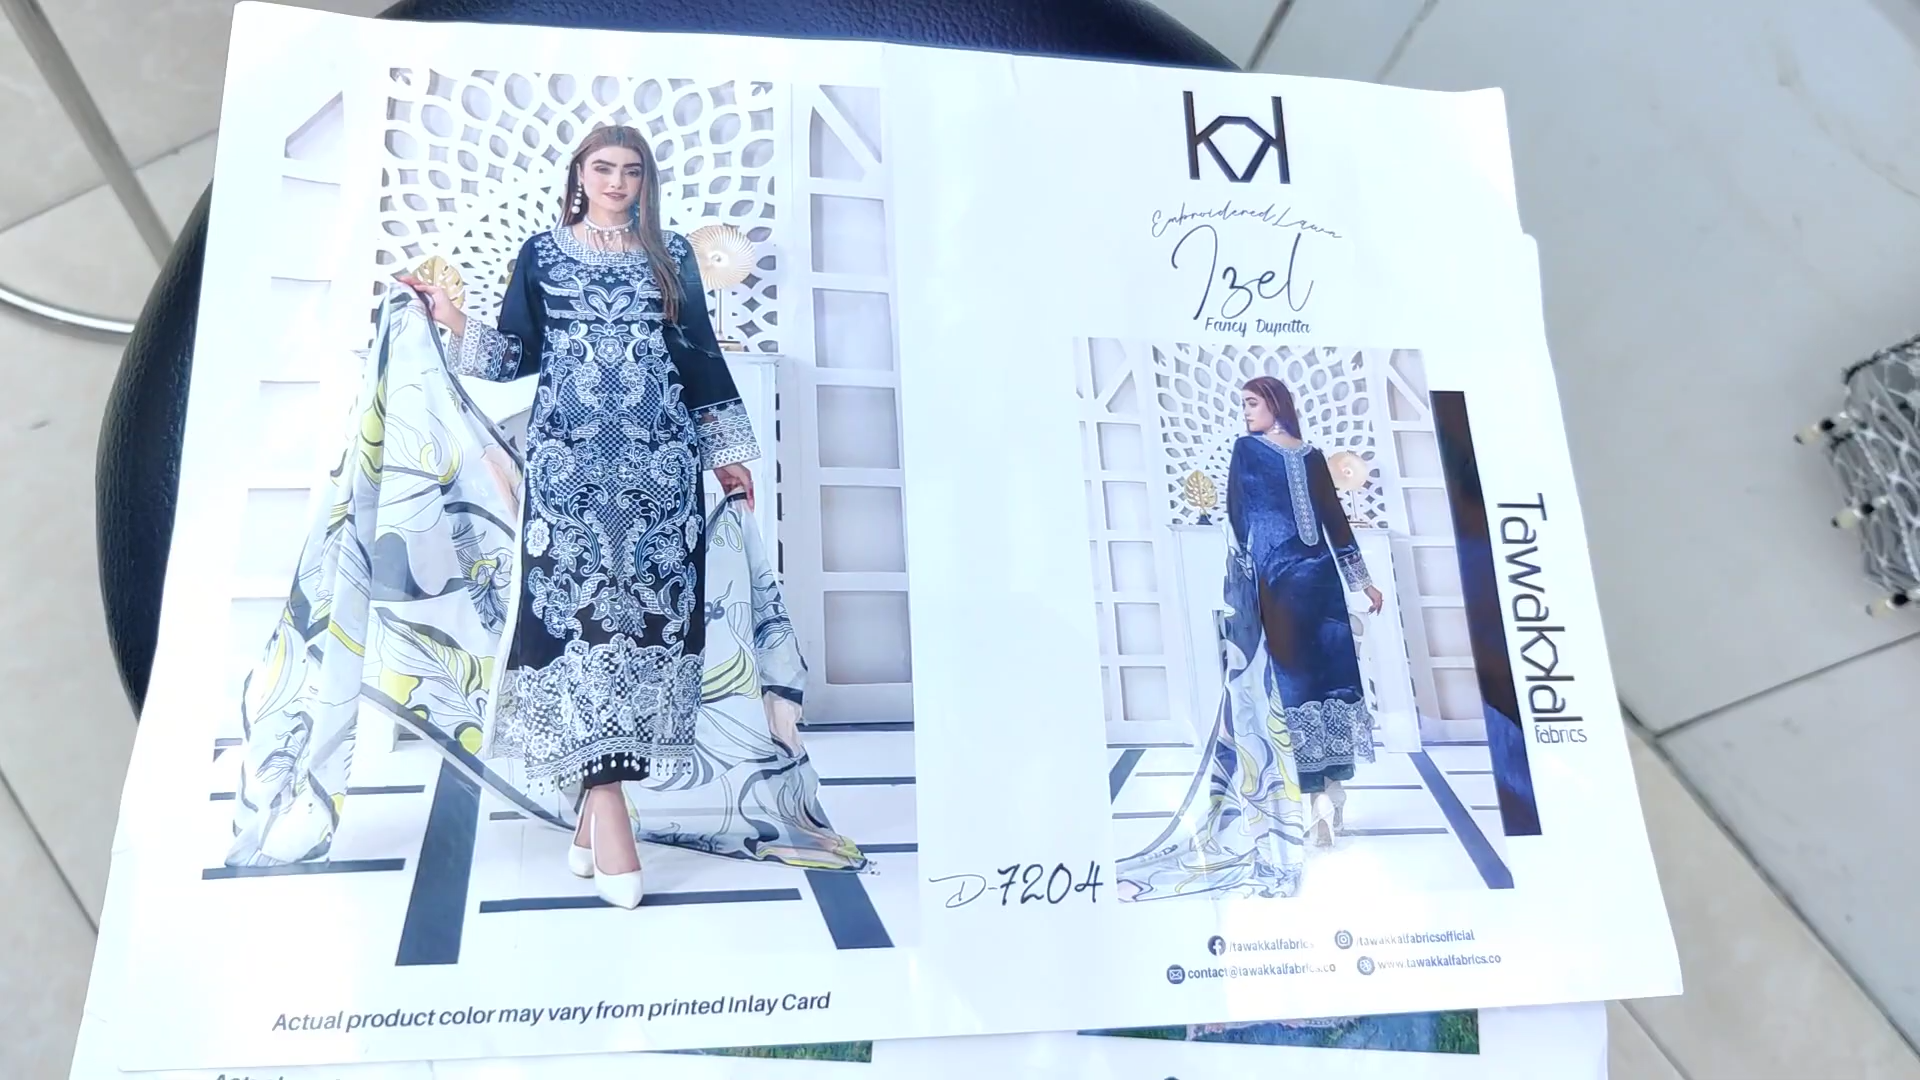 Embroidered Lawn
Izel
Fancy Dupatta
Tawakkal
fabrics
D-7204
/tawakkalfabrics
/tawakkalfabricsofficial
contact@tawakkalfabrics.co
www.tawakkalfabrics.co
Actual product color may vary from printed Inlay Card